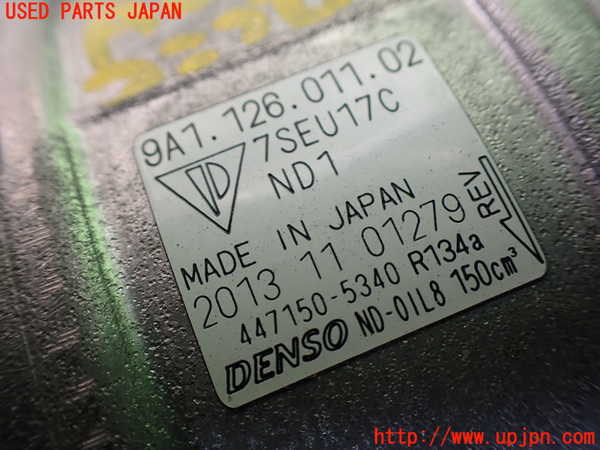 USED PARTS JAPAN
9A1.126.011.02
7SEU17C
ND1
MADE IN JAPAN
2013 11 01279 REV
447150-5340 R134a
DENSO ND-OIL8 150cm³
http://www.upjpn.com/